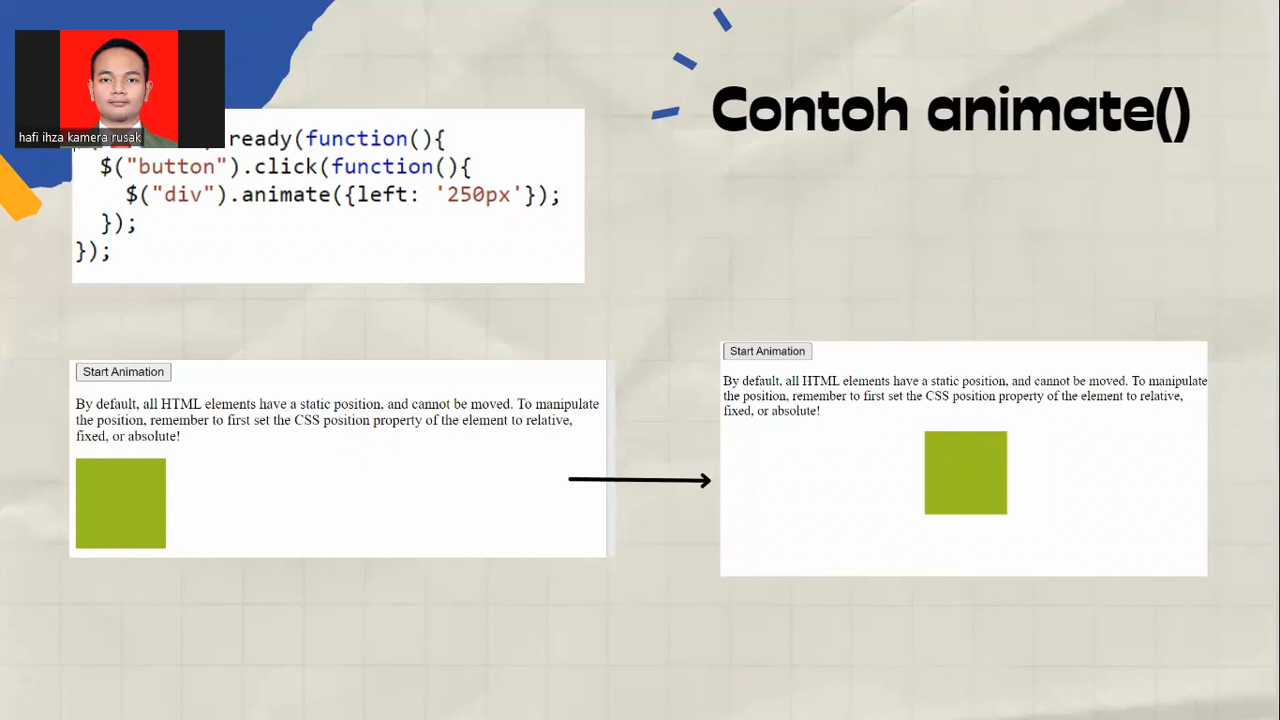 Contoh animate()
hafi ihza kamera rusak
ready(function(){
$("button").click(function(){
$("div").animate({left: '250px'});
});
});
Start Animation
By default, all HTML elements have a static position, and cannot be moved. To manipulate
the position, remember to first set the CSS position property of the element to relative,
fixed, or absolute!
Start Animation
By default, all HTML elements have a static position, and cannot be moved. To manipulate
the position, remember to first set the CSS position property of the element to relative,
fixed, or absolute!